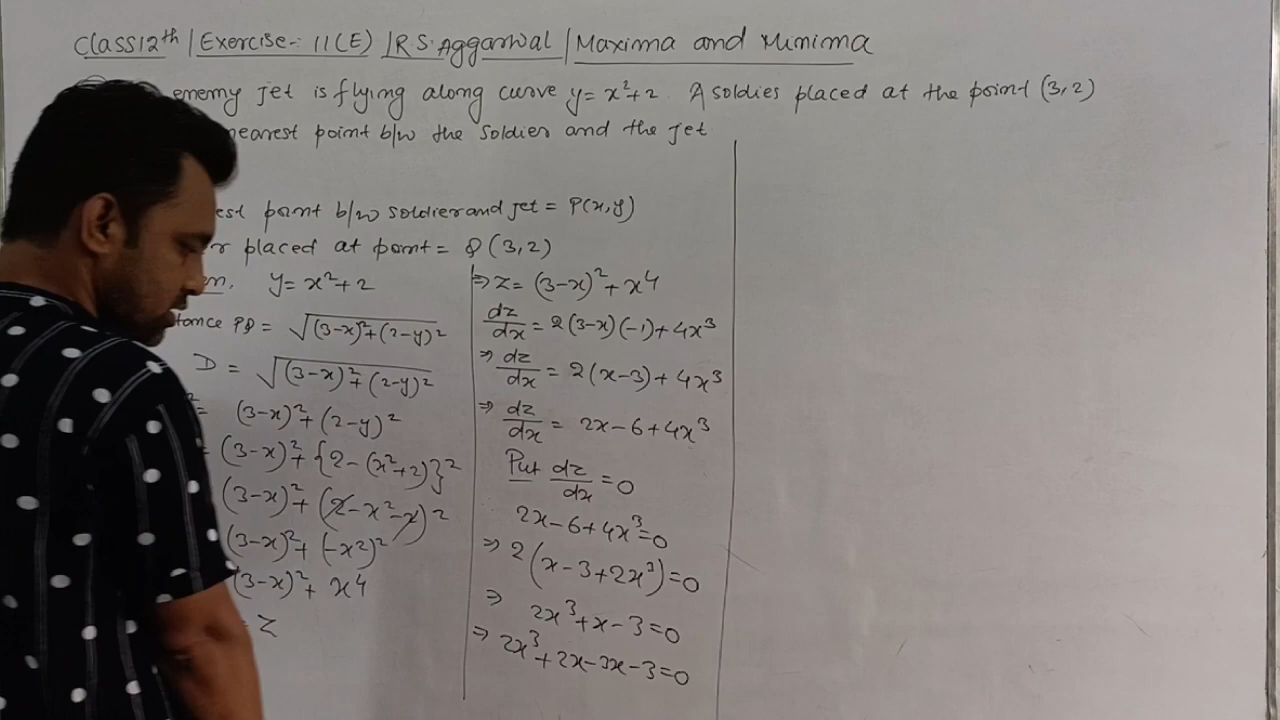 Class 12th | Exercise- 11(E) | R.S. Aggarwal | Maxima and Minima
enemy jet is flying along curve y = x²+2. A soldies placed at the point (3,2)
nearest point b/w the soldier and the jet
est point b/w soldier and jet = P(x,y)
r placed at point = Q(3,2)
en, y = x²+2
tance PQ = √(3-x)²+(2-y)²
D = √(3-x)²+(2-y)²
² = (3-x)²+(2-y)²
= (3-x)²+{2-(x²+2)}²
(3-x)²+(2-x²-2)²
(3-x)²+(-x²)²
(3-x)²+x⁴
= Z
⇒ Z = (3-x)²+x⁴
dz/dx = 2(3-x)(-1)+4x³
⇒ dz/dx = 2(x-3)+4x³
⇒ dz/dx = 2x-6+4x³
Put dz/dx = 0
2x-6+4x³=0
⇒ 2(x-3+2x³)=0
⇒ 2x³+x-3=0
⇒ 2x³+2x-3x-3=0